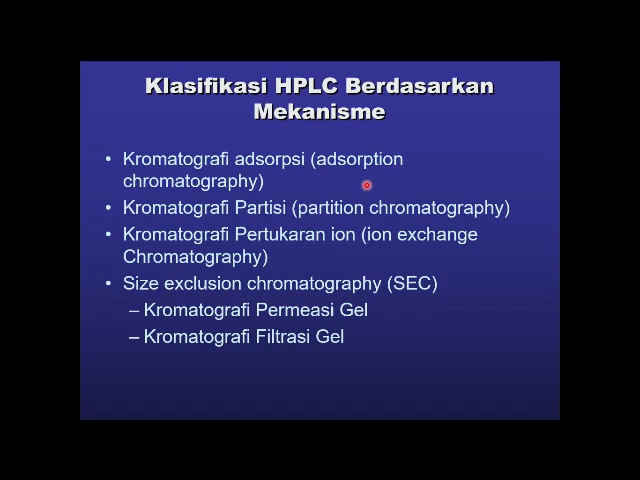 Klasifikasi HPLC Berdasarkan
Mekanisme
• Kromatografi adsorpsi (adsorption
chromatography)
• Kromatografi Partisi (partition chromatography)
• Kromatografi Pertukaran ion (ion exchange
Chromatography)
• Size exclusion chromatography (SEC)
– Kromatografi Permeasi Gel
– Kromatografi Filtrasi Gel